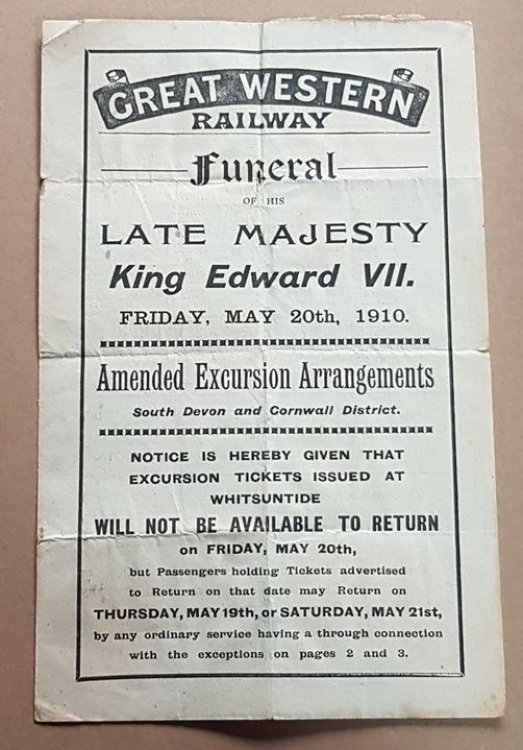 GREAT WESTERN
RAILWAY
Funeral
OF HIS
LATE MAJESTY
King Edward VII.
FRIDAY, MAY 20th, 1910.
Amended Excursion Arrangements
South Devon and Cornwall District.
NOTICE IS HEREBY GIVEN THAT
EXCURSION TICKETS ISSUED AT
WHITSUNTIDE
WILL NOT BE AVAILABLE TO RETURN
on FRIDAY, MAY 20th,
but Passengers holding Tickets advertised
to Return on that date may Return on
THURSDAY, MAY 19th, or SATURDAY, MAY 21st,
by any ordinary service having a through connection
with the exceptions on pages 2 and 3.